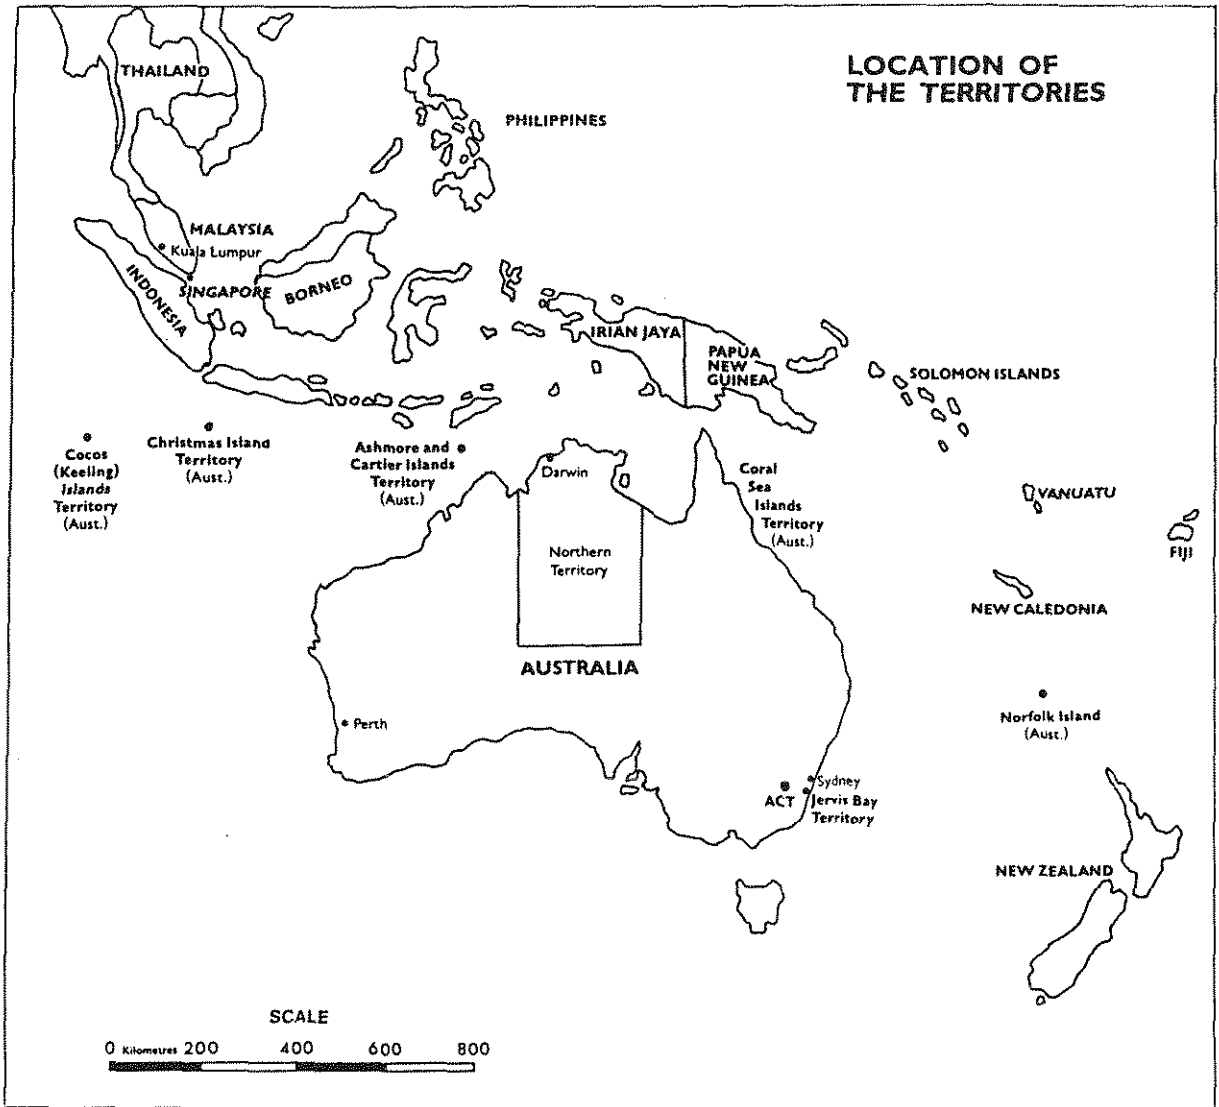 LOCATION OF
THE TERRITORIES
THAILAND
PHILIPPINES
MALAYSIA
Kuala Lumpur
SINGAPORE
INDONESIA
BORNEO
IRIAN JAYA
PAPUA
NEW
GUINEA
SOLOMON ISLANDS
Cocos
(Keeling)
Islands
Territory
(Aust.)
Christmas Island
Territory
(Aust.)
Ashmore and
Cartier Islands
Territory
(Aust.)
Darwin
Coral
Sea
Islands
Territory
(Aust.)
VANUATU
FIJI
Northern
Territory
NEW CALEDONIA
AUSTRALIA
Norfolk Island
(Aust.)
Perth
Sydney
ACT
Jervis Bay
Territory
NEW ZEALAND
SCALE
0 Kilometres 200 400 600 800